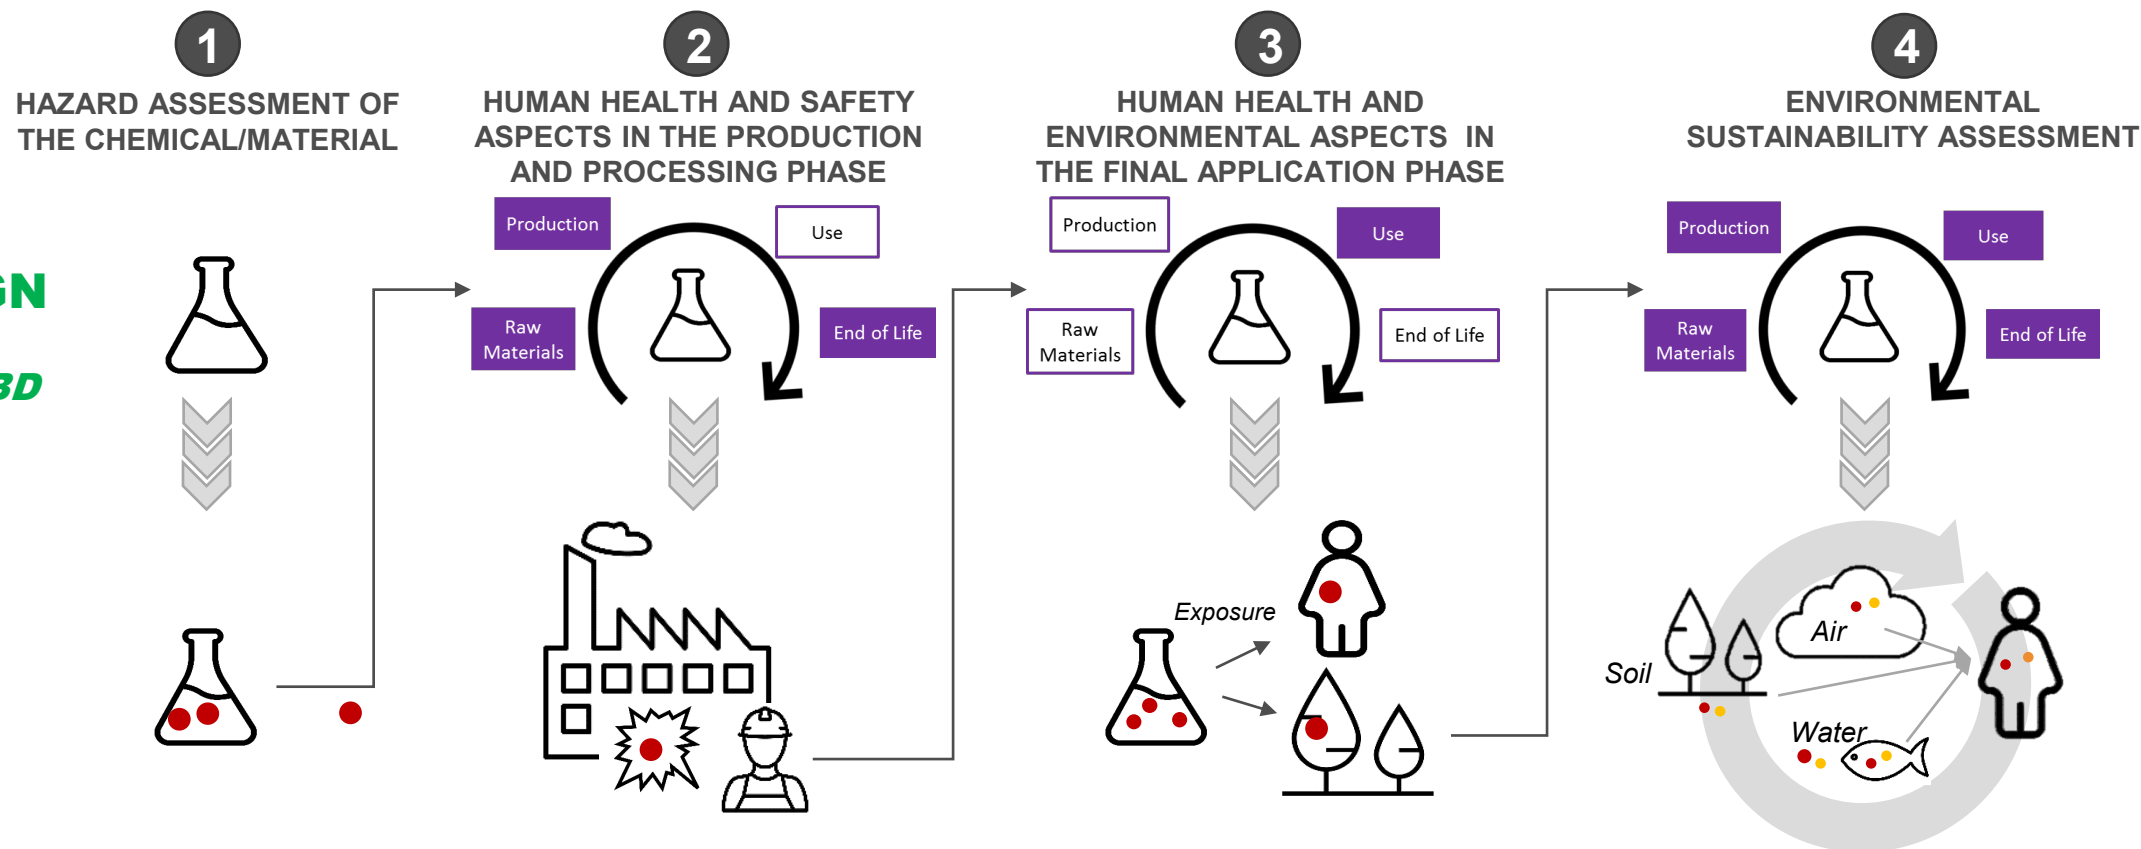 1
HAZARD ASSESSMENT OF
THE CHEMICAL/MATERIAL
2
HUMAN HEALTH AND SAFETY
ASPECTS IN THE PRODUCTION
AND PROCESSING PHASE
3
HUMAN HEALTH AND
ENVIRONMENTAL ASPECTS IN
THE FINAL APPLICATION PHASE
4
ENVIRONMENTAL
SUSTAINABILITY ASSESSMENT
GN
BD
Production
Use
Raw
Materials
End of Life
Production
Use
Raw
Materials
End of Life
Production
Use
Raw
Materials
End of Life
Exposure
Air
Soil
Water